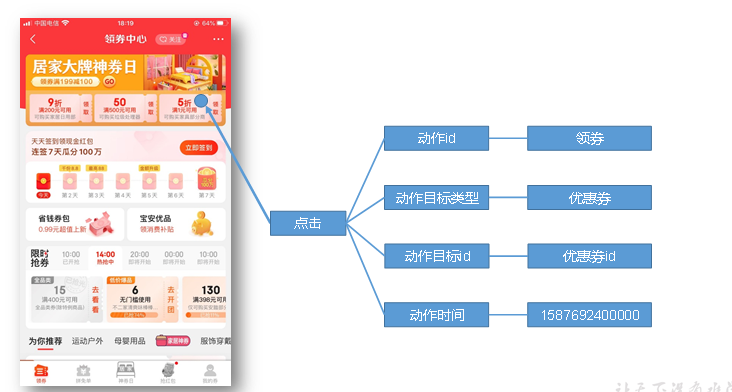 中国电信 18:19 64%
领券中心 关注
居家大牌神券日
领券满199减100 GO
9折 领取 50 领取 5折 领取
满200元可用 满500元可用 满1元可用
天天签到领现金红包
连签7天瓜分100万 立即签到
今天 第2天 第3天 第4天 第5天 第6天 第7天
省钱券包 宝安优品
0.99元超值上新 领消费补贴
限时抢券 10:00 14:00 20:00 00:00 10:00
已开抢 热抢中 即将开始 即将开始 即将开始
全品类 低价爆品
15 去看看 6 去开团 130
满400元可用 无门槛使用 满398元可用
为你推荐 运动户外 母婴用品 居家神券 服饰穿戴
领券 神券日 抢红包 我的券
点击
动作id 领券
动作目标类型 优惠券
动作目标id 优惠券id
动作时间 1587692400000